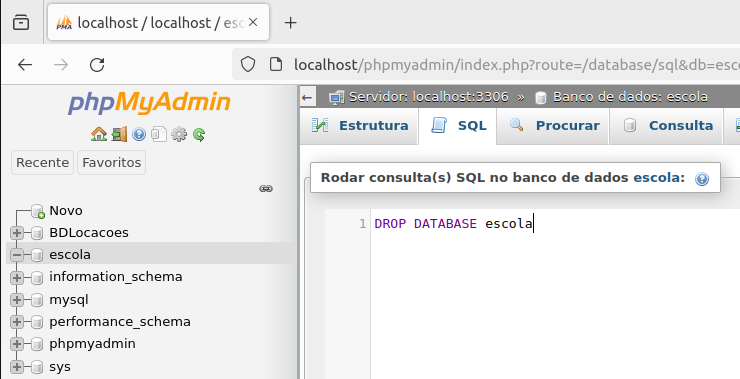 localhost / localhost / esc
localhost/phpmyadmin/index.php?route=/database/sql&db=esco
phpMyAdmin
Recente Favoritos
Novo
BDLocacoes
escola
information_schema
mysql
performance_schema
phpmyadmin
sys
Servidor: localhost:3306 » Banco de dados: escola
Estrutura SQL Procurar Consulta
Rodar consulta(s) SQL no banco de dados escola:
1 DROP DATABASE escola